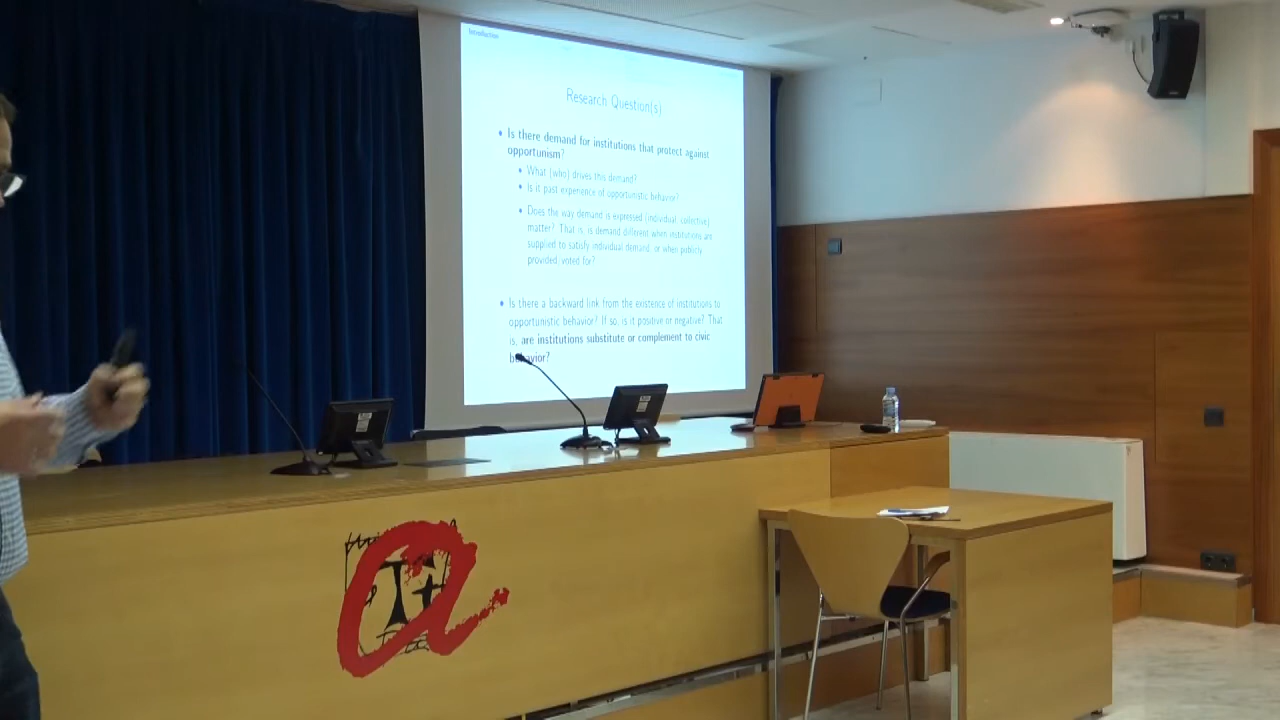 Introduction
Research Question(s)
• Is there demand for institutions that protect against
opportunism?
• What (who) drives this demand?
• Is it past experience of opportunistic behavior?
• Does the way demand is expressed (individual, collective)
matter? That is, is demand different when institutions are
supplied to satisfy individual demand, or when publicly
provided, voted for?
• Is there a backward link from the existence of institutions to
opportunistic behavior? If so, is it positive or negative? That
is, are institutions substitute or complement to civic
behavior?